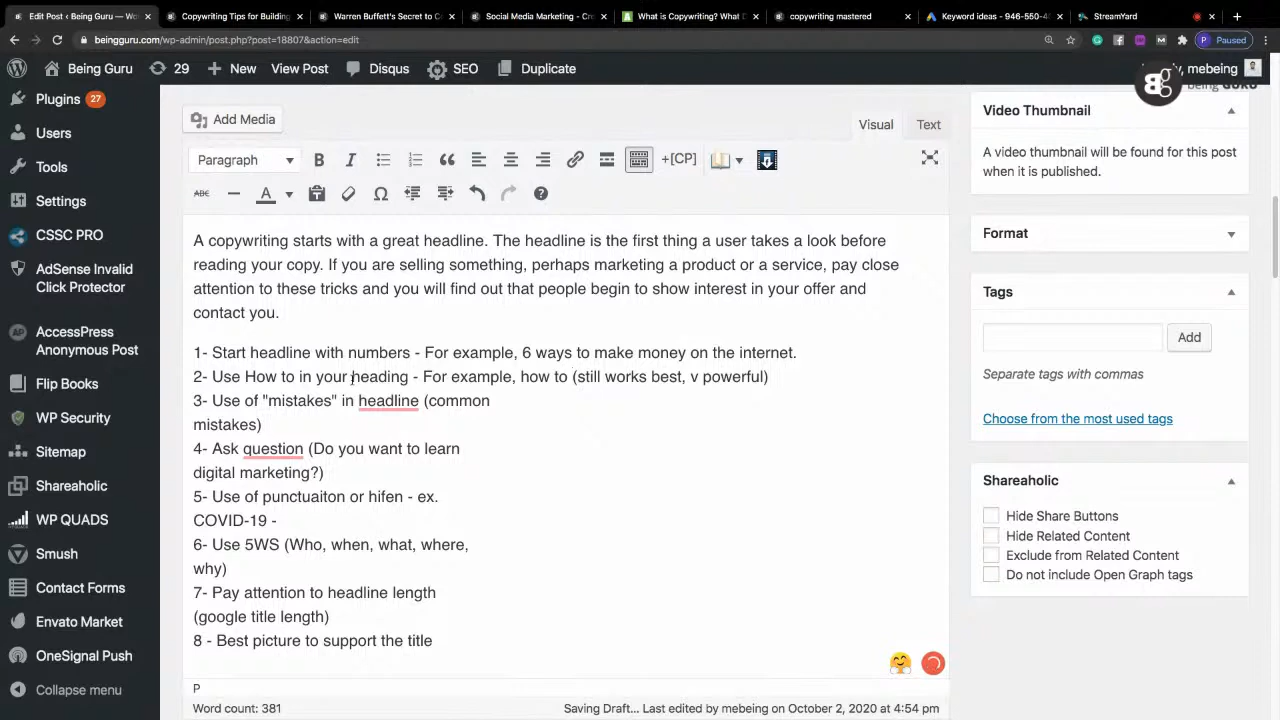 Edit Post ‹ Being Guru — Wo
Copywriting Tips for Building
Warren Buffett's Secret to C
Social Media Marketing - Cre
What is Copywriting? What D
copywriting mastered
Keyword ideas - 946-550-4
StreamYard
beingguru.com/wp-admin/post.php?post=18807&action=edit
Paused
Being Guru
29
New
View Post
Disqus
SEO
Duplicate
mebeing
being GURU
Plugins 27
Users
Tools
Settings
CSSC PRO
AdSense Invalid
Click Protector
AccessPress
Anonymous Post
Flip Books
WP Security
Sitemap
Shareaholic
WP QUADS
Smush
Contact Forms
Envato Market
OneSignal Push
Collapse menu
Add Media
Visual
Text
Paragraph
+[CP]
A copywriting starts with a great headline. The headline is the first thing a user takes a look before
reading your copy. If you are selling something, perhaps marketing a product or a service, pay close
attention to these tricks and you will find out that people begin to show interest in your offer and
contact you.
1- Start headline with numbers - For example, 6 ways to make money on the internet.
2- Use How to in your heading - For example, how to (still works best, v powerful)
3- Use of "mistakes" in headline (common
mistakes)
4- Ask question (Do you want to learn
digital marketing?)
5- Use of punctuaiton or hifen - ex.
COVID-19 -
6- Use 5WS (Who, when, what, where,
why)
7- Pay attention to headline length
(google title length)
8 - Best picture to support the title
P
Word count: 381
Saving Draft... Last edited by mebeing on October 2, 2020 at 4:54 pm
Video Thumbnail
A video thumbnail will be found for this post
when it is published.
Format
Tags
Add
Separate tags with commas
Choose from the most used tags
Shareaholic
Hide Share Buttons
Hide Related Content
Exclude from Related Content
Do not include Open Graph tags